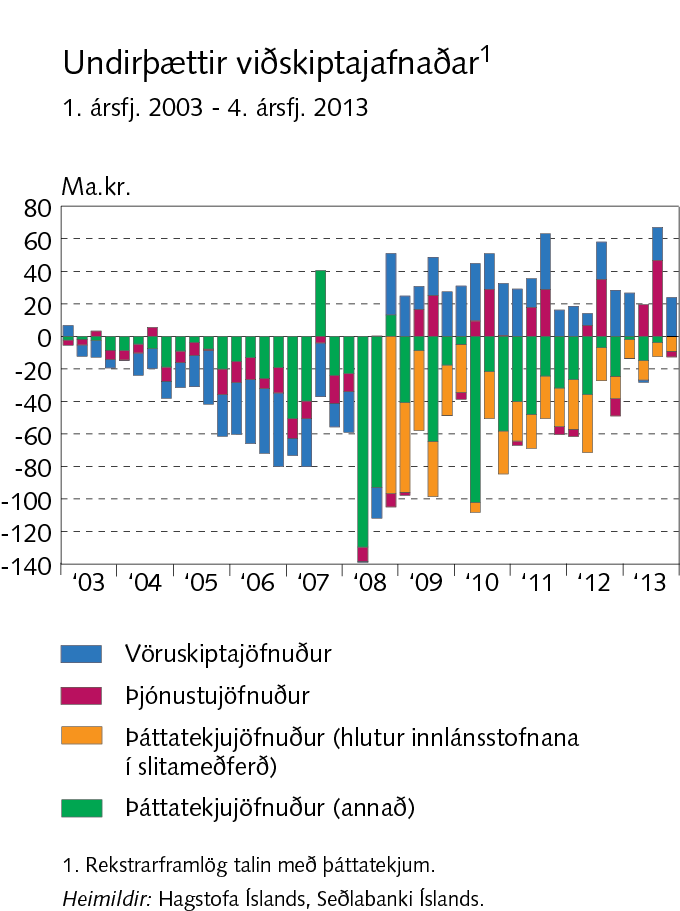 Undirþættir viðskiptajafnaðar¹
1. ársfj. 2003 - 4. ársfj. 2013
Ma.kr.
80
60
40
20
0
-20
-40
-60
-80
-100
-120
-140
‘03 ‘04 ‘05 ‘06 ‘07 ‘08 ‘09 ‘10 ‘11 ‘12 ‘13
Vöruskiptajöfnuður
Þjónustujöfnuður
Þáttatekjujöfnuður (hlutur innlánsstofnana
í slitameðferð)
Þáttatekjujöfnuður (annað)
1. Rekstrarframlög talin með þáttatekjum.
Heimildir: Hagstofa Íslands, Seðlabanki Íslands.